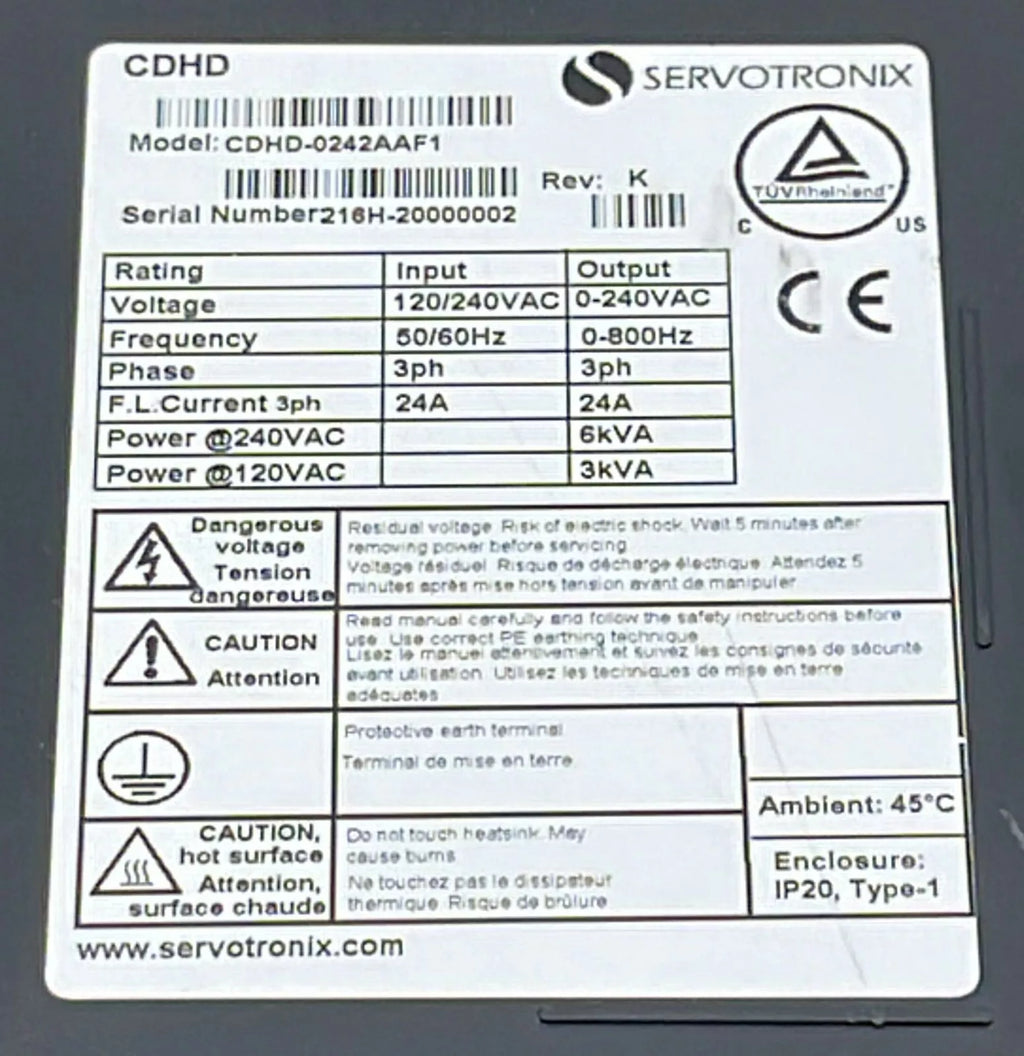 CDHD
SERVOTRONIX
Model: CDHD-0242AAF1
Rev: K
Serial Number216H-20000002
TÜVRheinland
C US
CE
Rating Input Output
Voltage 120/240VAC 0-240VAC
Frequency 50/60Hz 0-800Hz
Phase 3ph 3ph
F.L.Current 3ph 24A 24A
Power @240VAC 6kVA
Power @120VAC 3kVA
Dangerous
voltage
Tension
dangereuse
Residual voltage. Risk of electric shock. Wait 5 minutes after
removing power before servicing.
Voltage résiduel. Risque de décharge électrique. Attendez 5
minutes après mise hors tension avant de manipuler.
CAUTION
Attention
Read manual carefully and follow the safety instructions before
use. Use correct PE earthing technique.
Lisez le manuel attentivement et suivez les consignes de sécurité
avant utilisation. Utilisez les techniques de mise en terre
adéquates
Protective earth terminal
Terminal de mise en terre
Ambient: 45°C
CAUTION,
hot surface
Attention,
surface chaude
Do not touch heatsink. May
cause burns
Ne touchez pas le dissipateur
thermique. Risque de brûlure
Enclosure:
IP20, Type-1
www.servotronix.com